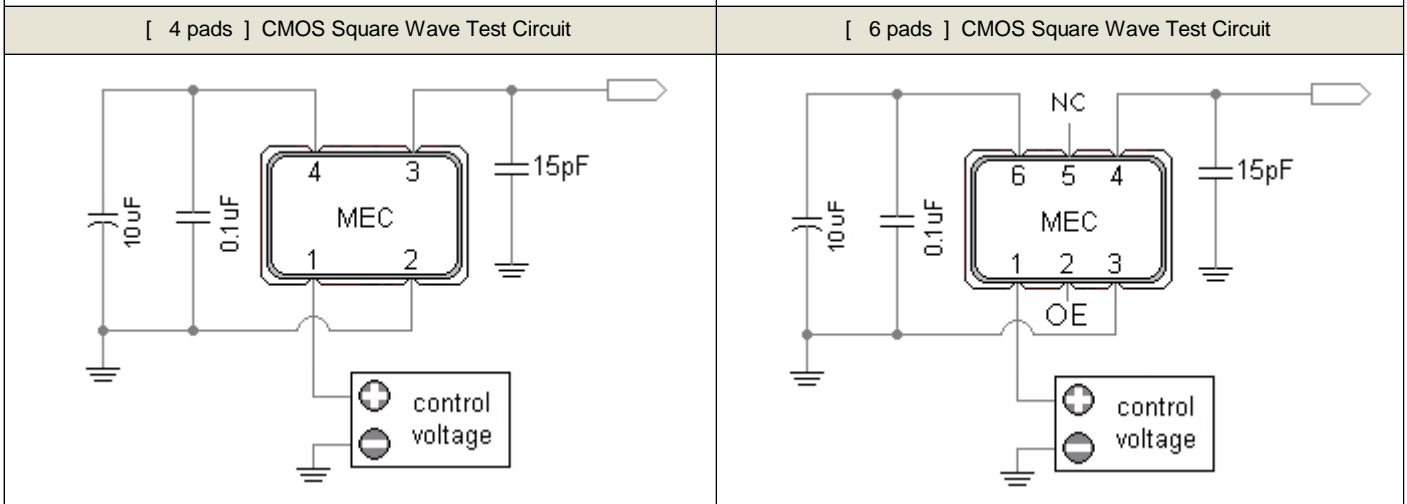 [ 4 pads ] CMOS Square Wave Test Circuit
4 3
MEC
1 2
10uF
0.1uF
15pF
control
voltage
[ 6 pads ] CMOS Square Wave Test Circuit
NC
6 5 4
MEC
1 2 3
OE
10uF
0.1uF
15pF
control
voltage